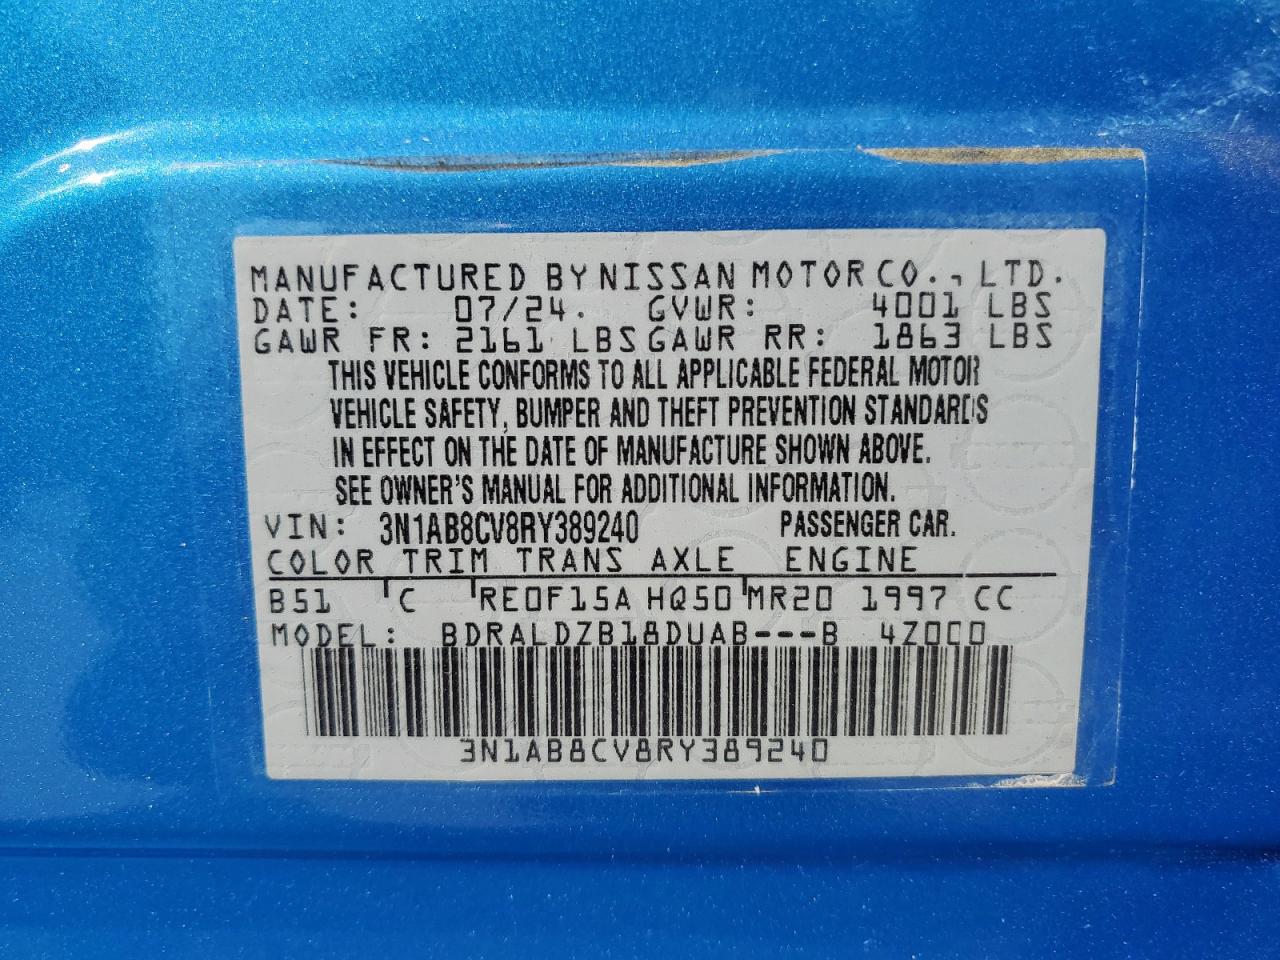 MANUFACTURED BY NISSAN MOTOR CO., LTD.
DATE: 07/24. GVWR: 4001 LBS
GAWR FR: 2161 LBS GAWR RR: 1863 LBS
THIS VEHICLE CONFORMS TO ALL APPLICABLE FEDERAL MOTOR
VEHICLE SAFETY, BUMPER AND THEFT PREVENTION STANDARDS
IN EFFECT ON THE DATE OF MANUFACTURE SHOWN ABOVE.
SEE OWNER'S MANUAL FOR ADDITIONAL INFORMATION.
VIN: 3N1AB8CV8RY389240 PASSENGER CAR.
COLOR TRIM TRANS AXLE ENGINE
B51 C RE0F15A HQ50 MR20 1997 CC
MODEL: BDRALDZB18DUAB---B 4Z0C0
3N1AB8CV8RY389240